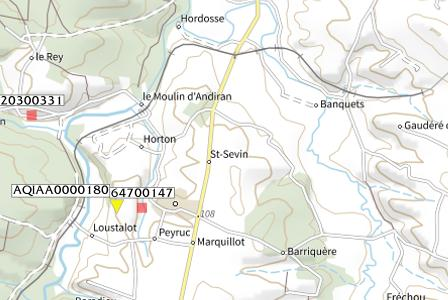 Hordosse
le Rey
le Moulin d'Andiran
20300331
Banquets
Gaudéré
Horton
St-Sevin
AQIAA0000180
64700147
108
Loustalot
Peyruc
Marquillot
Barriquère
Fréchou